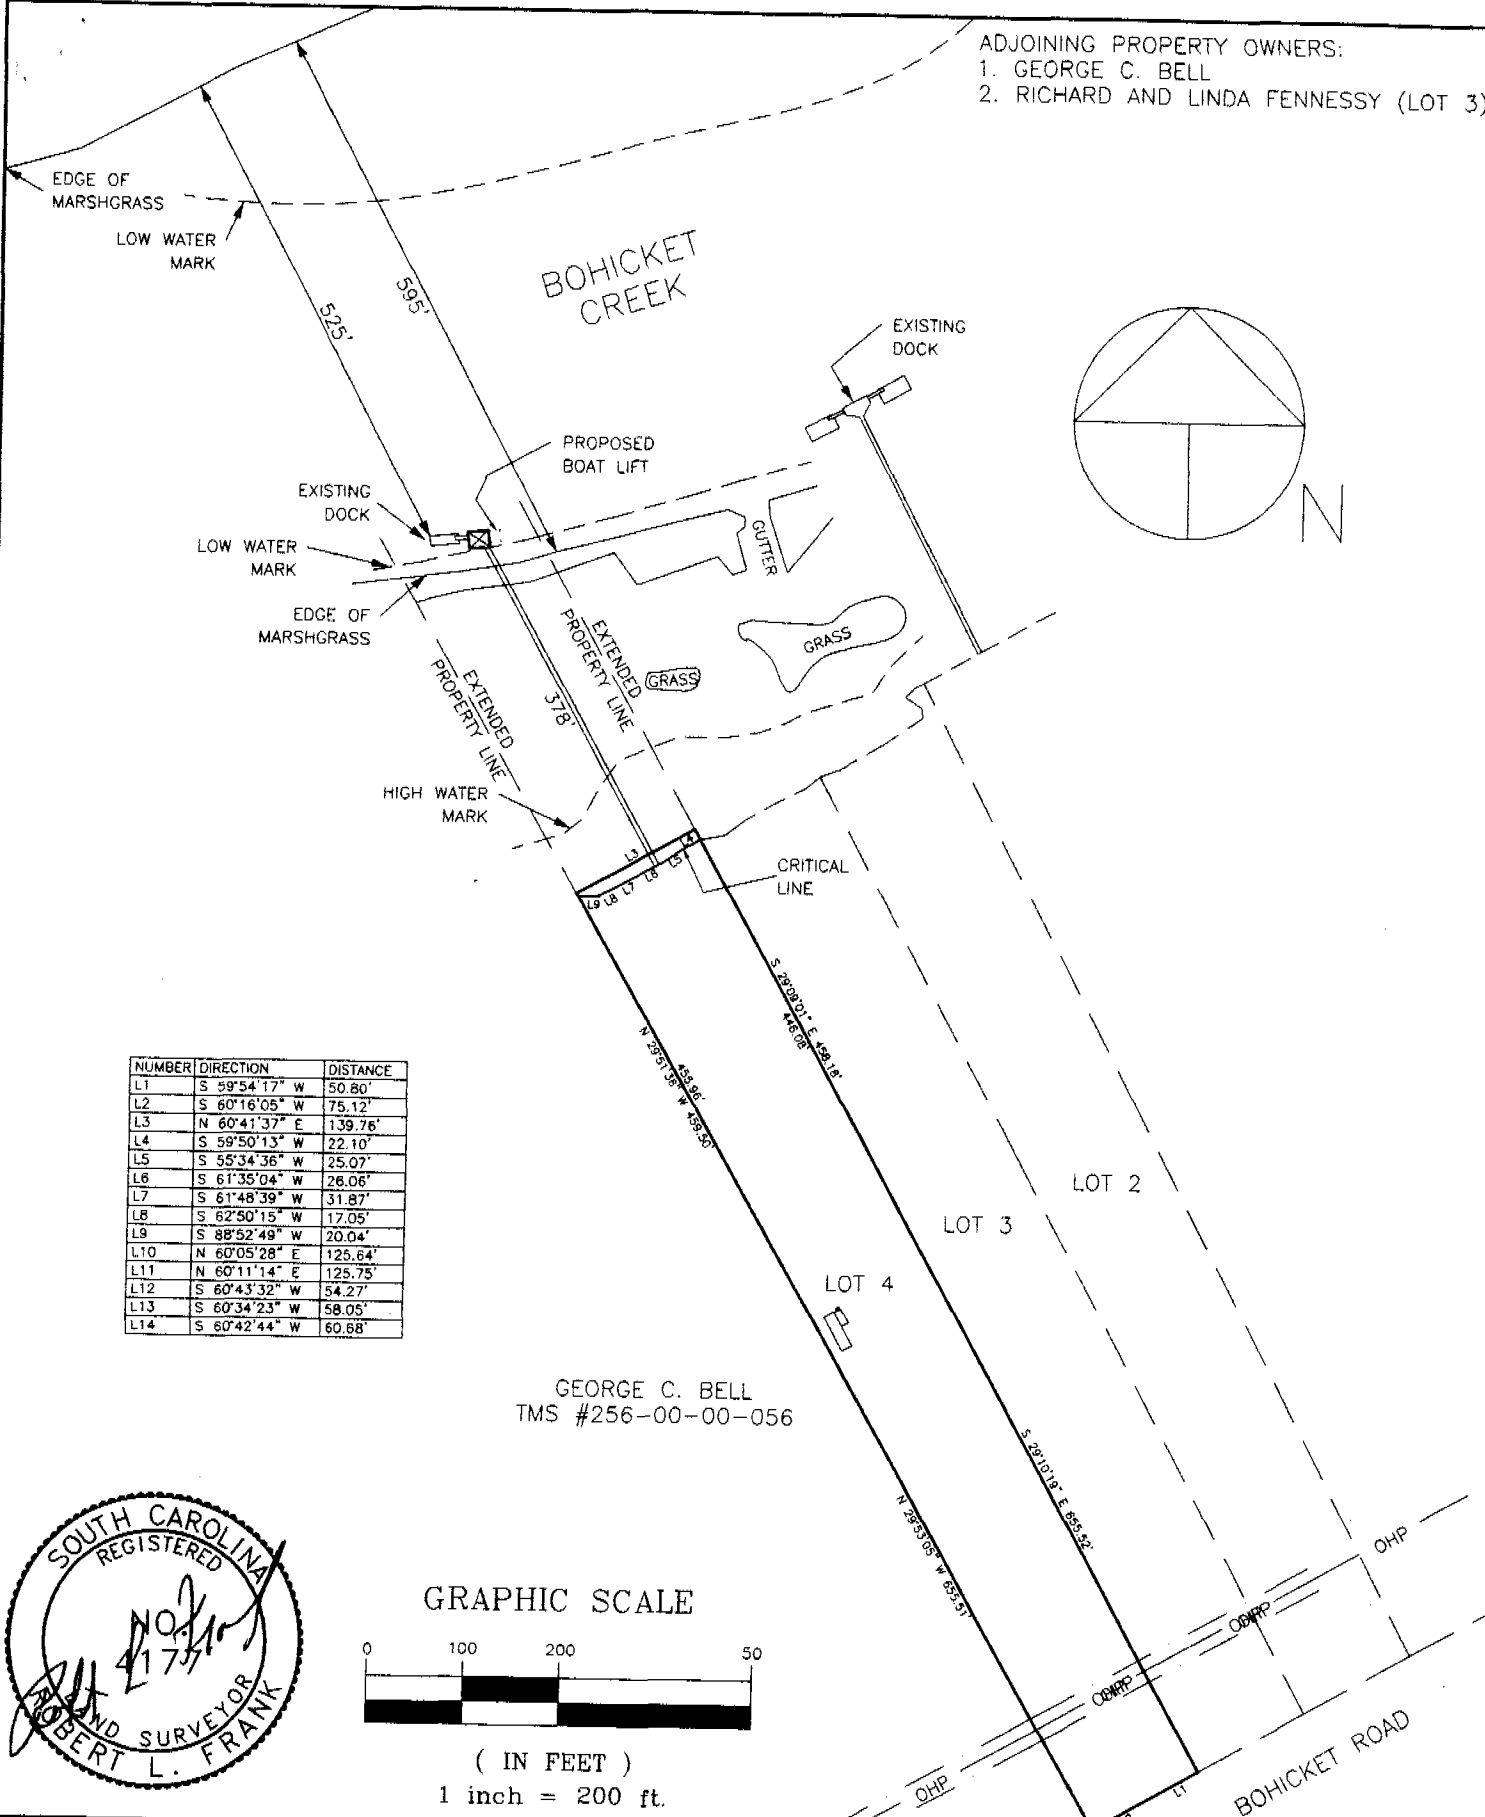 ADJOINING PROPERTY OWNERS:
1. GEORGE C. BELL
2. RICHARD AND LINDA FENNESSY (LOT 3)
EDGE OF
MARSHGRASS
LOW WATER
MARK
525'
595'
BOHICKET
CREEK
EXISTING
DOCK
N
PROPOSED
BOAT LIFT
EXISTING
DOCK
LOW WATER
MARK
EDGE OF
MARSHGRASS
GUTTER
GRASS
GRASS
EXTENDED
PROPERTY LINE
EXTENDED
PROPERTY LINE
378'
HIGH WATER
MARK
CRITICAL
LINE
L3
4
L5
L6
L7
L8
L9
S 29°09'01" E 458.18'
446.08'
455.96'
N 29°51'38" W 459.50'
NUMBER DIRECTION DISTANCE
L1 S 59°54'17" W 50.80'
L2 S 60°16'05" W 75.12'
L3 N 60°41'37" E 139.76'
L4 S 59°50'13" W 22.10'
L5 S 55°34'36" W 25.07'
L6 S 61°35'04" W 26.06'
L7 S 61°48'39" W 31.87'
L8 S 62°50'15" W 17.05'
L9 S 88°52'49" W 20.04'
L10 N 60°05'28" E 125.64'
L11 N 60°11'14" E 125.75'
L12 S 60°43'32" W 54.27'
L13 S 60°34'23" W 58.05'
L14 S 60°42'44" W 60.68'
LOT 2
LOT 3
LOT 4
GEORGE C. BELL
TMS #256-00-00-056
S 29°10'19" E 655.52'
N 29°53'05" W 655.51'
OHP
OHP
L1
BOHICKET ROAD
SOUTH CAROLINA
REGISTERED
NO.
4177
LAND SURVEYOR
ROBERT L. FRANK
GRAPHIC SCALE
0 100 200 50
( IN FEET )
1 inch = 200 ft.